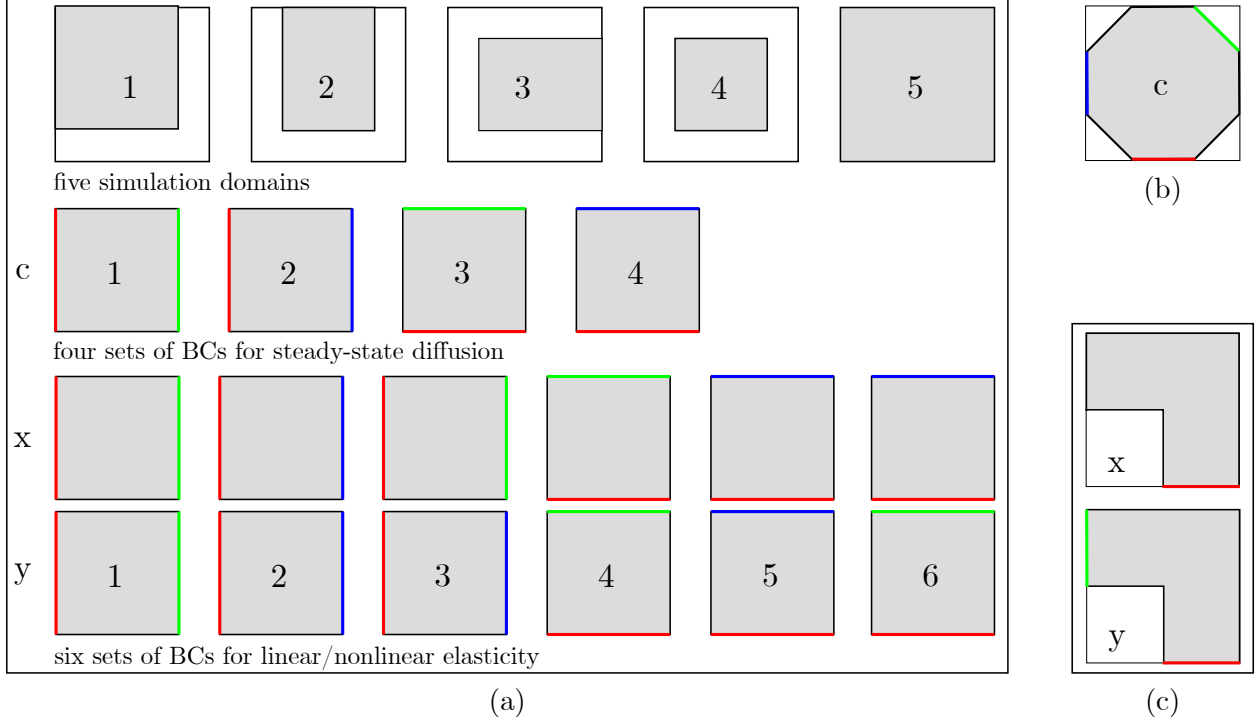 1 2 3 4 5
five simulation domains
c 1 2 3 4
four sets of BCs for steady-state diffusion
x
y 1 2 3 4 5 6
six sets of BCs for linear/nonlinear elasticity
(a)
c
(b)
x
y
(c)